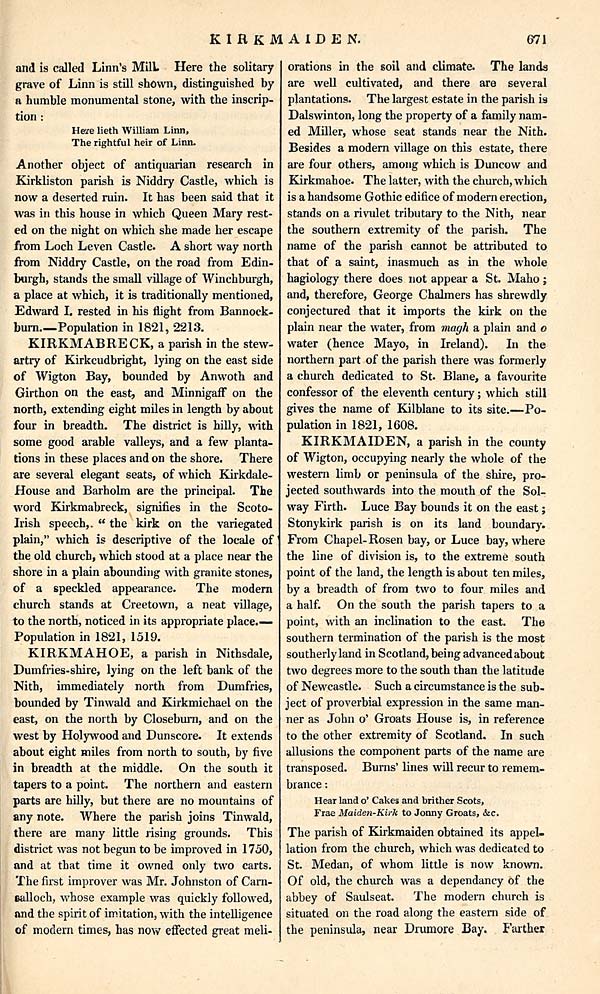 KIRKMAIDEN. 671
and is called Linn's Mill. Here the solitary
grave of Linn is still shown, distinguished by
a humble monumental stone, with the inscrip-
tion :
Here lieth William Linn,
The rightful heir of Linn.
Another object of antiquarian research in
Kirkliston parish is Niddry Castle, which is
now a deserted ruin. It has been said that it
was in this house in which Queen Mary rest-
ed on the night on which she made her escape
from Loch Leven Castle. A short way north
from Niddry Castle, on the road from Edin-
burgh, stands the small village of Winchburgh,
a place at which, it is traditionally mentioned,
Edward I. rested in his flight from Bannock-
burn.—Population in 1821, 2213.
KIRKMABRECK, a parish in the stew-
artry of Kirkcudbright, lying on the east side
of Wigton Bay, bounded by Anwoth and
Girthon on the east, and Minnigaff on the
north, extending eight miles in length by about
four in breadth. The district is hilly, with
some good arable valleys, and a few planta-
tions in these places and on the shore. There
are several elegant seats, of which Kirkdale-
House and Barholm are the principal. The
word Kirkmabreck, signifies in the Scoto-
Irish speech,. " the kirk on the variegated
plain," which is descriptive of the locale of
the old church, which stood at a place near the
shore in a plain abounding with granite stones,
of a speckled appearance. The modern
church stands at Creetown, a neat village,
to the north, noticed in its appropriate place.—
Population in 1821, 1519.
KIRKMAHOE, a parish in Nithsdale,
Dumfries-shire, lying on the left bank of the
Nith, immediately north from Dumfries,
bounded by Tinwald and Kirkmichael on the
east, on the north by Closeburn, and on the
west by Holywood and Dunscore. It extends
about eight miles from north to south, by five
in breadth at the middle. On the south it
tapers to a point. The northern and eastern
parts are hilly, but there are no mountains of
any note. Where the parish joins Tinwald,
there are many little rising grounds. This
district was not begun to be improved in 1750,
and at that time it owned only two carts.
The first improver was Mr. Johnston of Carn-
salloch, whose example was quickly followed,
and the spirit of imitation, with the intelligence
of modern times, has now effected great meli-
orations in the soil and climate. The lands
are well cultivated, and there are several
plantations. The largest estate in the parish is
Dalswinton, long the property of a family nam-
ed Miller, whose seat stands near the Nith.
Besides a modern village on this estate, there
are four others, among which is Duncow and
Kirkmahoe. The latter, with the church, which
is a handsome Gothic edifice of modern erection,
stands on a rivulet tributary to the Nith, near
the southern extremity of the parish. The
name of the parish cannot be attributed to
that of a saint, inasmuch as in the whole
hagiology there does not appear a St. Maho ;
and, therefore, George Chalmers has shrewdly
conjectured that it imports the kirk on the
plain near the water, from magh a plain and o
water (hence Mayo, in Ireland). In the
northern part of the parish there was formerly
a church dedicated to St. Blane, a favourite
confessor of the eleventh century ; which still
gives the name of Kilblane to its site.—Po-
pulation in 1821, 1608.
KIRKMAIDEN, a parish in the county
of Wigton, occupying nearly the whole of the
western limb or peninsula of the shire, pro-
jected southwards into the mouth of the Sol-
way Firth. Luce Bay bounds it on the east ;
Stonykirk parish is on its land boundary.
From Chapel-Rosen bay, or Luce bay, where
the line of division is, to the extreme south
point of the land, the length is about ten miles,
by a breadth of from two to four miles and
a half. On the south the parish tapers to a
point, with an inclination to the east. The
southern termination of the parish is the most
southerly land in Scotland, being advanced about
two degrees more to the south than the latitude
of Newcastle. Such a circumstance is the sub-
ject of proverbial expression in the same man-
ner as John o' Groats House is, in reference
to the other extremity of Scotland. In such
allusions the component parts of the name are
transposed. Burns' lines will recur to remem-
brance :
Hear land o' Cakes and brither Scots,
Frae Maiden-Kirk to Jonny Groats, &c.
The parish of Kirkmaiden obtained its appel-
lation from the church, which was dedicated to
St. Medan, of whom little is now known.
Of old, the church was a dependancy of the
abbey of Saulseat. The modern church is
situated on the road along the eastern side of
the peninsula, near Drumore Bay. Farther